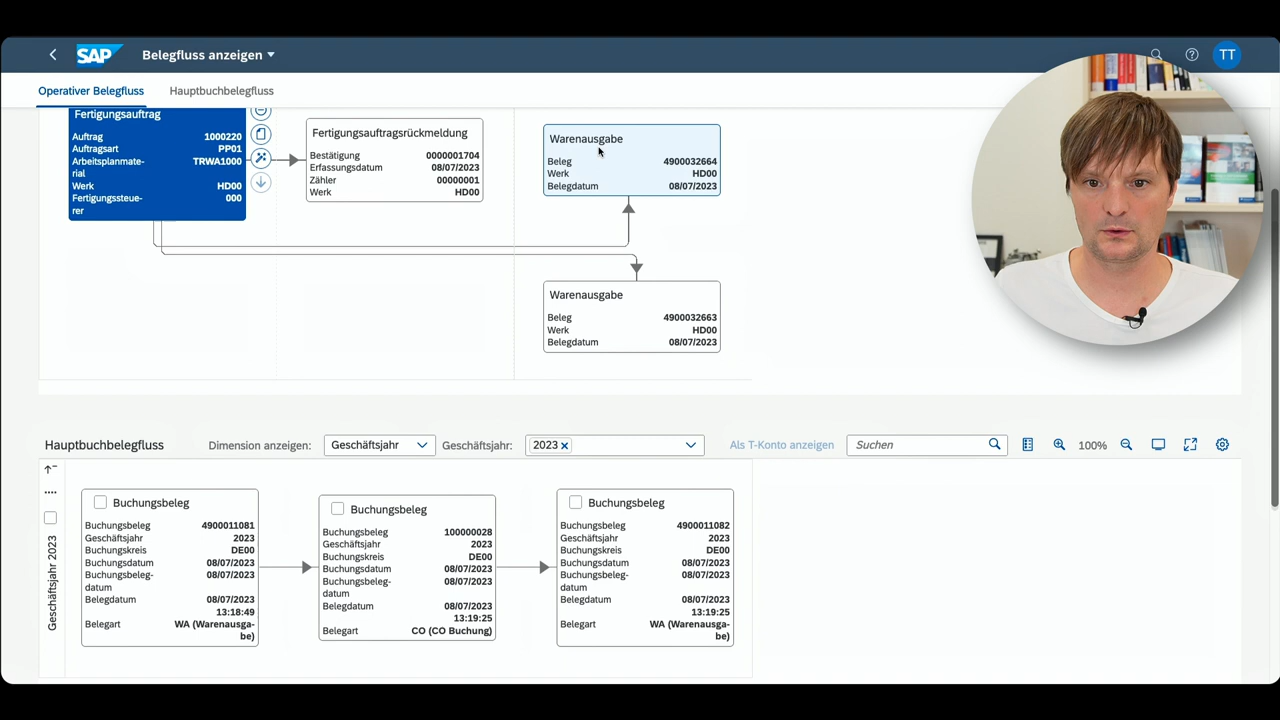 SAP
Belegfluss anzeigen
TT
Operativer Belegfluss
Hauptbuchbelegfluss
Fertigungsauftrag
Auftrag 1000220
Auftragsart PP01
Arbeitsplanmate-
rial TRWA1000
Werk HD00
Fertigungssteue-
rer 000
Fertigungsauftragsrückmeldung
Bestätigung 0000001704
Erfassungsdatum 08/07/2023
Zähler 00000001
Werk HD00
Warenausgabe
Beleg 4900032664
Werk HD00
Belegdatum 08/07/2023
Warenausgabe
Beleg 4900032663
Werk HD00
Belegdatum 08/07/2023
Hauptbuchbelegfluss
Dimension anzeigen: Geschäftsjahr
Geschäftsjahr: 2023
Als T-Konto anzeigen
Suchen
100%
Geschäftsjahr 2023
Buchungsbeleg
Buchungsbeleg 4900011081
Geschäftsjahr 2023
Buchungskreis DE00
Buchungsdatum 08/07/2023
Buchungsbeleg- 08/07/2023
datum
Belegdatum 08/07/2023
13:18:49
Belegart WA (Warenausga-
be)
Buchungsbeleg
Buchungsbeleg 100000028
Geschäftsjahr 2023
Buchungskreis DE00
Buchungsdatum 08/07/2023
Buchungsbeleg- 08/07/2023
datum
Belegdatum 08/07/2023
13:19:25
Belegart CO (CO Buchung)
Buchungsbeleg
Buchungsbeleg 4900011082
Geschäftsjahr 2023
Buchungskreis DE00
Buchungsdatum 08/07/2023
Buchungsbeleg- 08/07/2023
datum
Belegdatum 08/07/2023
13:19:25
Belegart WA (Warenausga-
be)